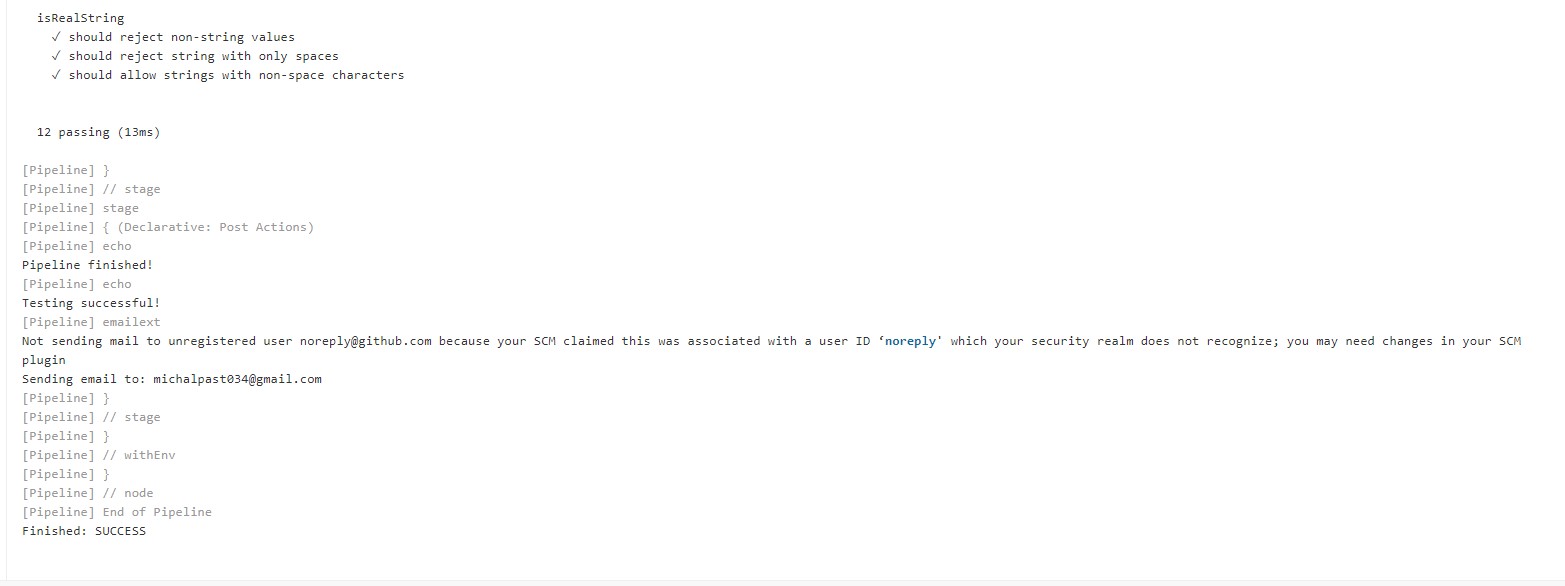 isRealString
✓ should reject non-string values
✓ should reject string with only spaces
✓ should allow strings with non-space characters
12 passing (13ms)
[Pipeline] }
[Pipeline] // stage
[Pipeline] stage
[Pipeline] { (Declarative: Post Actions)
[Pipeline] echo
Pipeline finished!
[Pipeline] echo
Testing successful!
[Pipeline] emailext
Not sending mail to unregistered user noreply@github.com because your SCM claimed this was associated with a user ID ‘noreply' which your security realm does not recognize; you may need changes in your SCM
plugin
Sending email to: michalpast034@gmail.com
[Pipeline] }
[Pipeline] // stage
[Pipeline] }
[Pipeline] // withEnv
[Pipeline] }
[Pipeline] // node
[Pipeline] End of Pipeline
Finished: SUCCESS